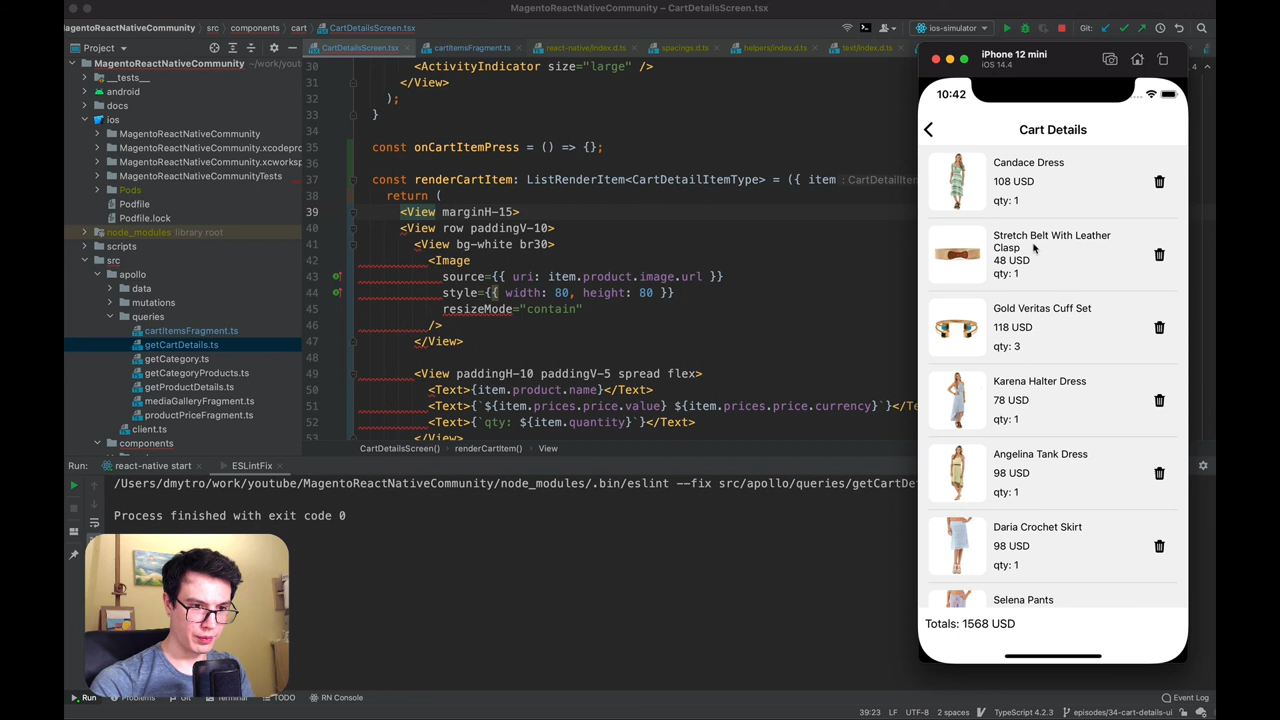 MagentoReactNativeCommunity – CartDetailsScreen.tsx
MagentoReactNativeCommunity
src
components
cart
CartDetailsScreen.tsx
ios-simulator
Git:
Project
CartDetailsScreen.tsx
cartItemsFragment.ts
react-native/index.d.ts
spacings.d.ts
helpers/index.d.ts
text/index.d.ts
MagentoReactNativeCommunity ~/work/yout
__tests__
android
docs
ios
MagentoReactNativeCommunity
MagentoReactNativeCommunity.xcodepro
MagentoReactNativeCommunity.xcworksp
MagentoReactNativeCommunityTests
Pods
Podfile
Podfile.lock
node_modules library root
scripts
src
apollo
data
mutations
queries
cartItemsFragment.ts
getCartDetails.ts
getCategory.ts
getCategoryProducts.ts
getProductDetails.ts
mediaGalleryFragment.ts
productPriceFragment.ts
client.ts
components
30 <ActivityIndicator size="large" />
31 </View>
32 );
33 }
34
35 const onCartItemPress = () => {};
36
37 const renderCartItem: ListRenderItem<CartDetailItemType> = ({ item : CartDetailItem
38 return (
39 <View marginH-15>
40 <View row paddingV-10>
41 <View bg-white br30>
42 <Image
43 source={{ uri: item.product.image.url }}
44 style={{ width: 80, height: 80 }}
45 resizeMode="contain"
46 />
47 </View>
48
49 <View paddingH-10 paddingV-5 spread flex>
50 <Text>{item.product.name}</Text>
51 <Text>{`${item.prices.price.value} ${item.prices.price.currency}`}</Te
52 <Text>{`qty: ${item.quantity}`}</Text>
53 </View>
CartDetailsScreen()
renderCartItem()
View
Run:
react-native start
ESLintFix
/Users/dmytro/work/youtube/MagentoReactNativeCommunity/node_modules/.bin/eslint --fix src/apollo/queries/getCartDe
Process finished with exit code 0
iPhone 12 mini
iOS 14.4
10:42
Cart Details
Candace Dress
108 USD
qty: 1
Stretch Belt With Leather
Clasp
48 USD
qty: 1
Gold Veritas Cuff Set
118 USD
qty: 3
Karena Halter Dress
78 USD
qty: 1
Angelina Tank Dress
98 USD
qty: 1
Daria Crochet Skirt
98 USD
qty: 1
Selena Pants
Totals: 1568 USD
Run
Problems
Git
TODO
RN Console
Event Log
39:23
LF
UTF-8
2 spaces
TypeScript 4.2.3
episodes/34-cart-details-ui